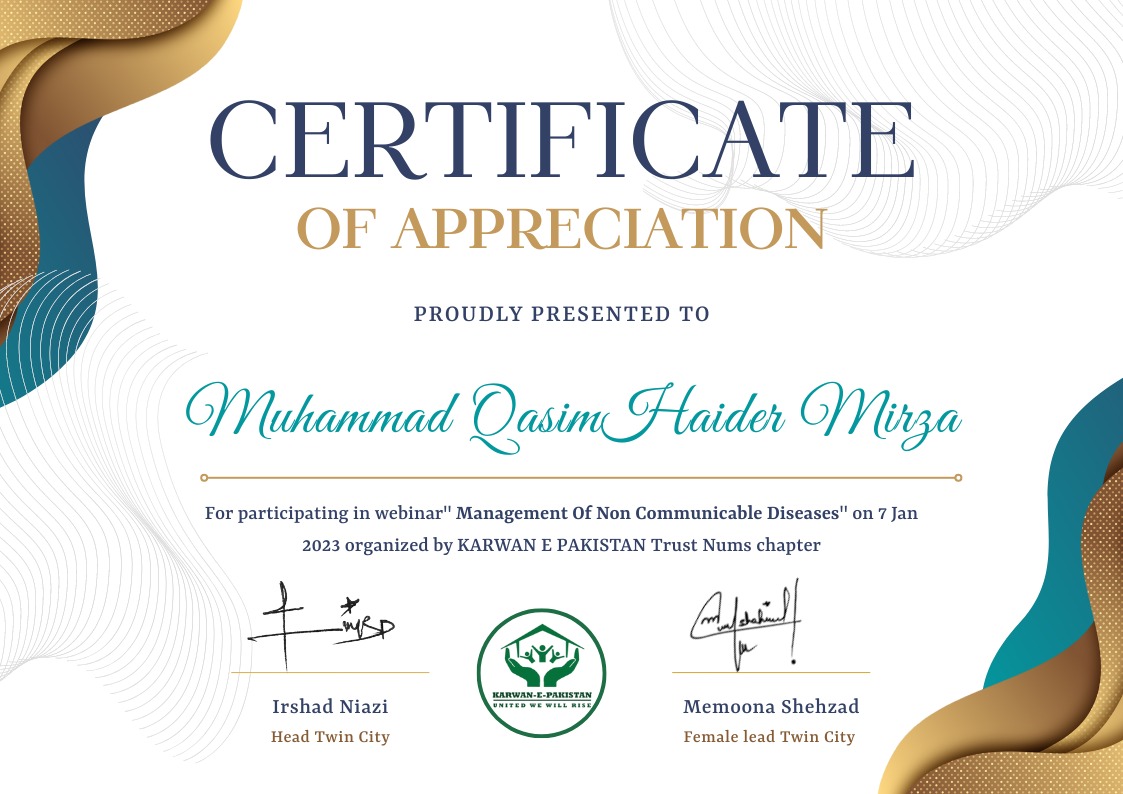 CERTIFICATE
OF APPRECIATION
PROUDLY PRESENTED TO
Muhammad Qasim Haider Mirza
For participating in webinar" Management Of Non Communicable Diseases" on 7 Jan
2023 organized by KARWAN E PAKISTAN Trust Nums chapter
KARWAN-E-PAKISTAN
UNITED WE WILL RISE
Irshad Niazi
Head Twin City
Memoona Shehzad
Female lead Twin City